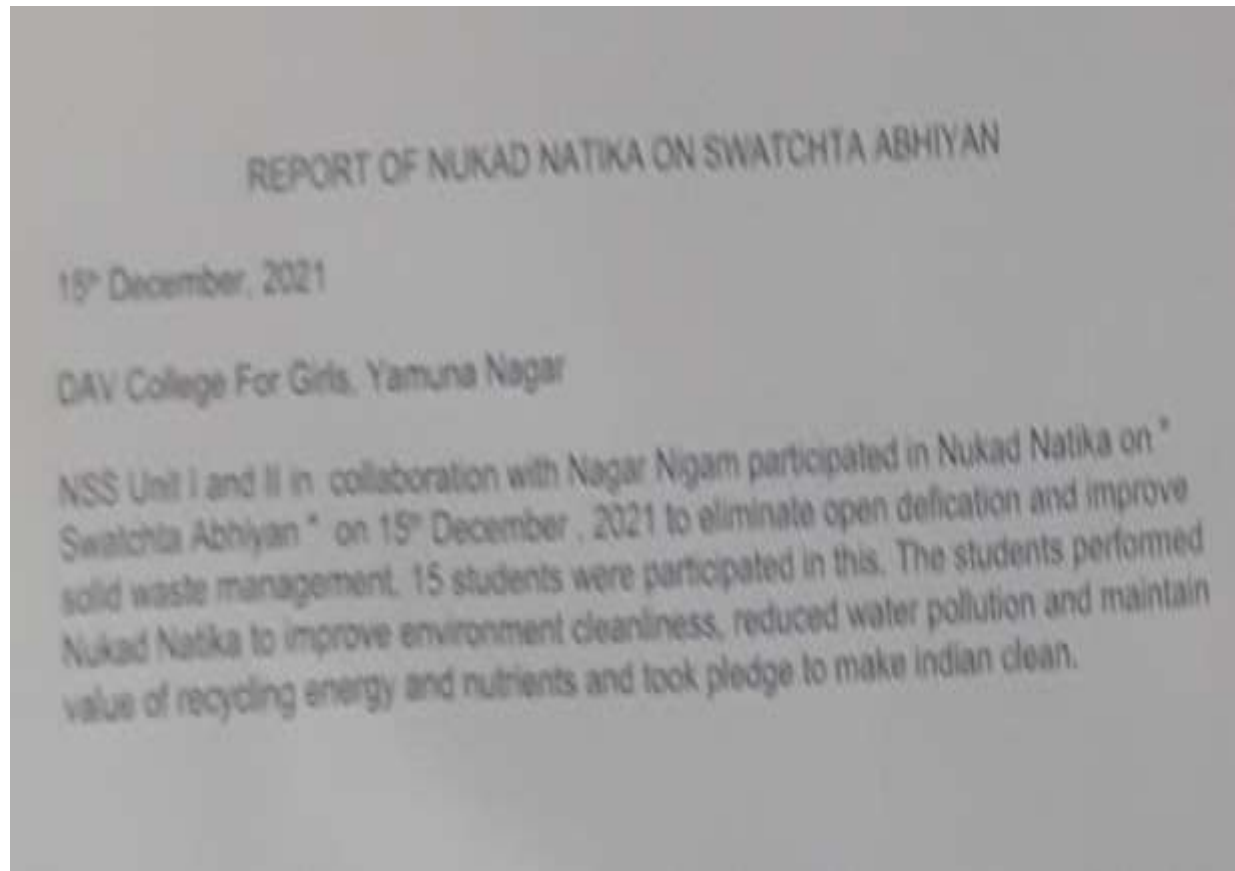 REPORT OF NUKAD NATIKA ON SWATCHTA ABHIYAN
15th December, 2021
DAV College For Girls, Yamuna Nagar
NSS Unit I and II in collaboration with Nagar Nigam participated in Nukad Natika on "
Swatchta Abhiyan " on 15th December , 2021 to eliminate open defication and improve
solid waste management. 15 students were participated in this. The students performed
Nukad Natika to improve environment cleanliness, reduced water pollution and maintain
value of recycling energy and nutrients and took pledge to make indian clean.